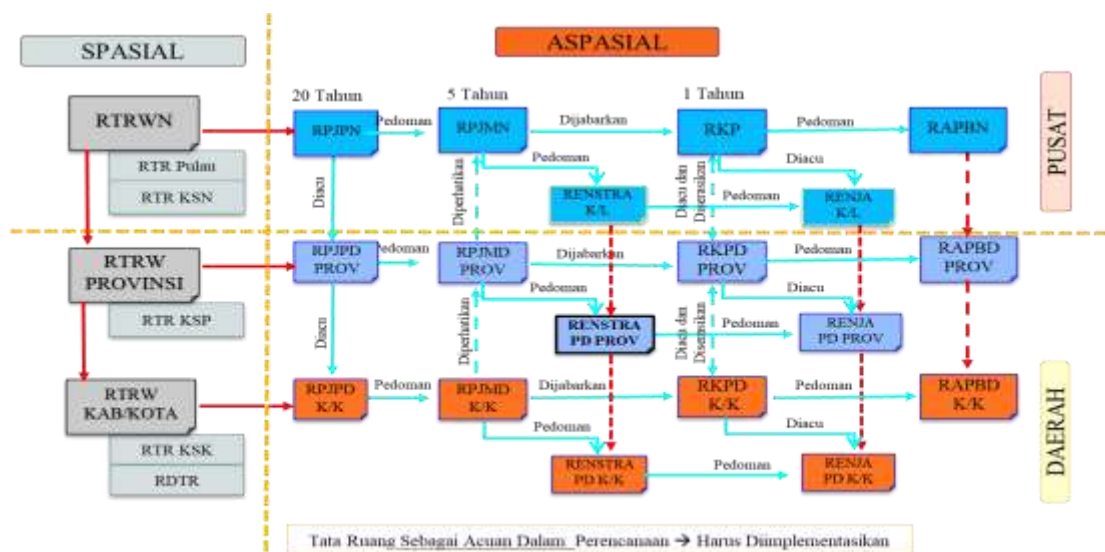 SPASIAL
ASPASIAL
20 Tahun
5 Tahun
1 Tahun
PUSAT
RTRWN
RTR Pulau
RTR KSN
RPJPN
Pedoman
RPJMN
Dijabarkan
RKP
Pedoman
RAPBN
Pedoman
RENSTRA
K/L
Pedoman
Diacu
RENJA
K/L
Diacu
Diperhatikan
Diacu dan
Diserasikan
RTRW
PROVINSI
RTR KSP
RPJPD
PROV
Pedoman
RPJMD
PROV
Dijabarkan
RKPD
PROV
Pedoman
RAPBD
PROV
Pedoman
RENSTRA
PD PROV
Pedoman
Diacu
RENJA
PD PROV
Diacu
Diperhatikan
Diacu dan
Diserasikan
DAERAH
RTRW
KAB/KOTA
RTR KSK
RDTR
RPJPD
K/K
Pedoman
RPJMD
K/K
Dijabarkan
RKPD
K/K
Pedoman
RAPBD
K/K
Pedoman
RENSTRA
PD K/K
Pedoman
Diacu
RENJA
PD K/K
Tata Ruang Sebagai Acuan Dalam Perencanaan → Harus Diimplementasikan